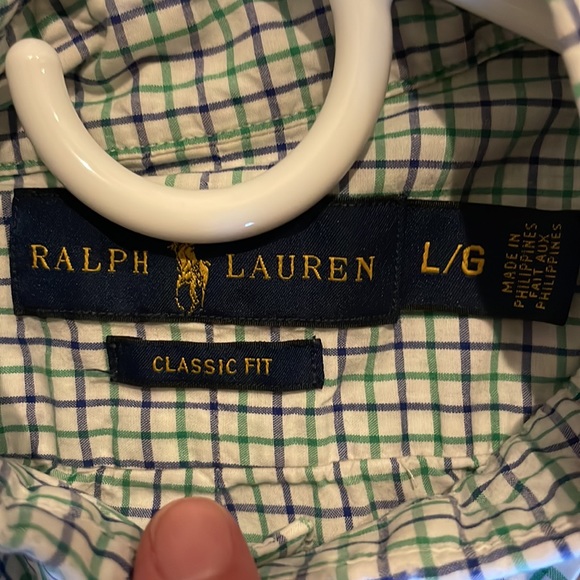 RALPH LAUREN
L/G
MADE IN
PHILIPPINES
FAIT AUX
PHILIPPINES
CLASSIC FIT